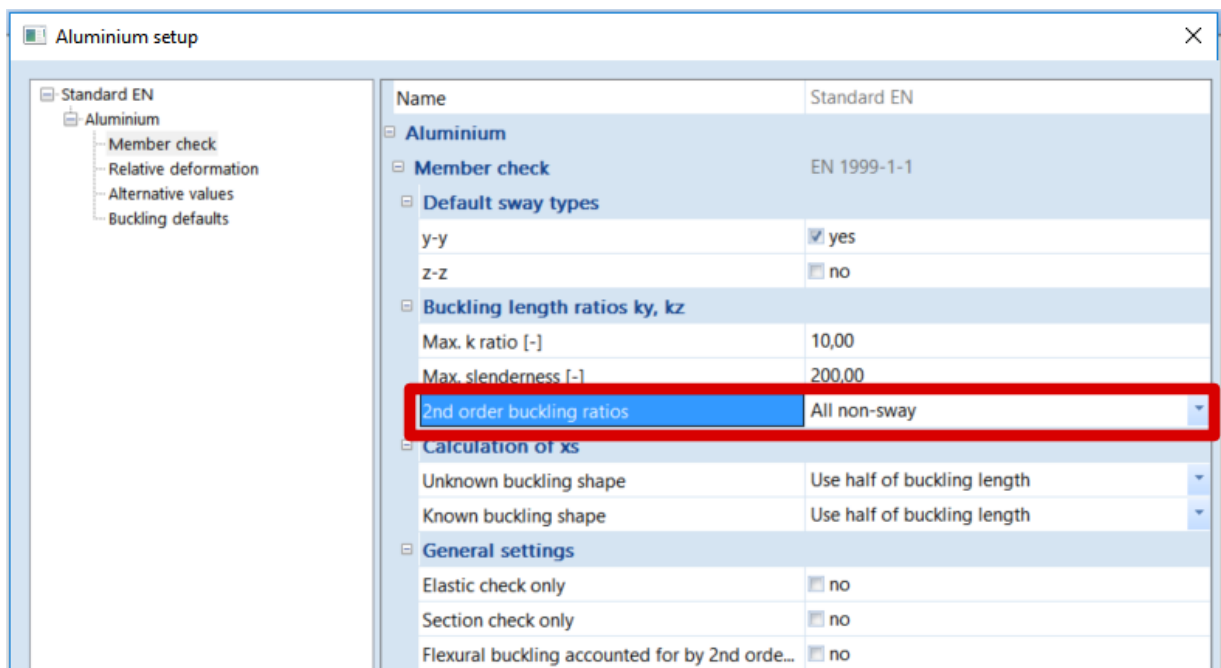 Aluminium setup
Standard EN
Aluminium
Member check
Relative deformation
Alternative values
Buckling defaults
Name Standard EN
Aluminium
Member check EN 1999-1-1
Default sway types
y-y yes
z-z no
Buckling length ratios ky, kz
Max. k ratio [-] 10,00
Max. slenderness [-] 200,00
2nd order buckling ratios All non-sway
Calculation of xs
Unknown buckling shape Use half of buckling length
Known buckling shape Use half of buckling length
General settings
Elastic check only no
Section check only no
Flexural buckling accounted for by 2nd orde... no